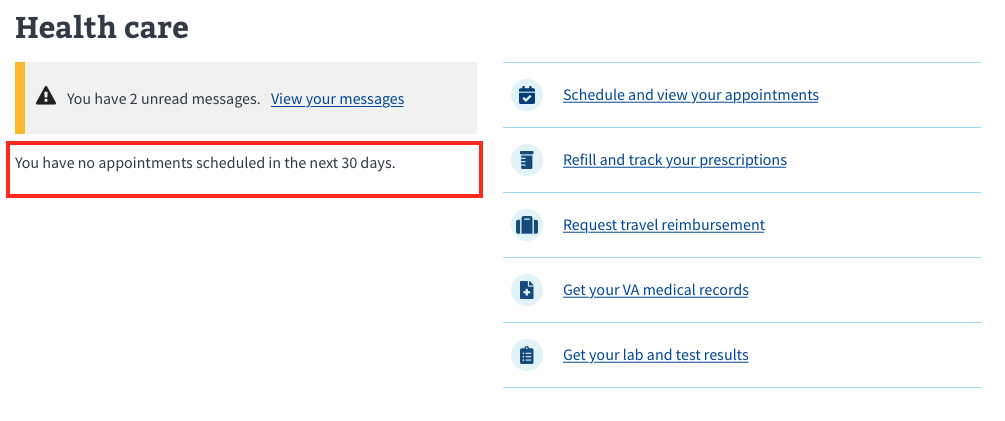 Health care
You have 2 unread messages. View your messages
You have no appointments scheduled in the next 30 days.
Schedule and view your appointments
Refill and track your prescriptions
Request travel reimbursement
Get your VA medical records
Get your lab and test results